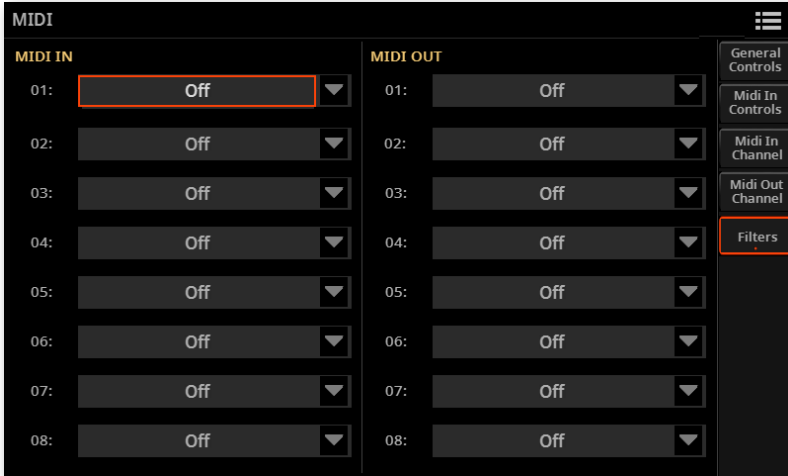 MIDI
MIDI IN
01: Off
02: Off
03: Off
04: Off
05: Off
06: Off
07: Off
08: Off
MIDI OUT
01: Off
02: Off
03: Off
04: Off
05: Off
06: Off
07: Off
08: Off
General
Controls
Midi In
Controls
Midi In
Channel
Midi Out
Channel
Filters